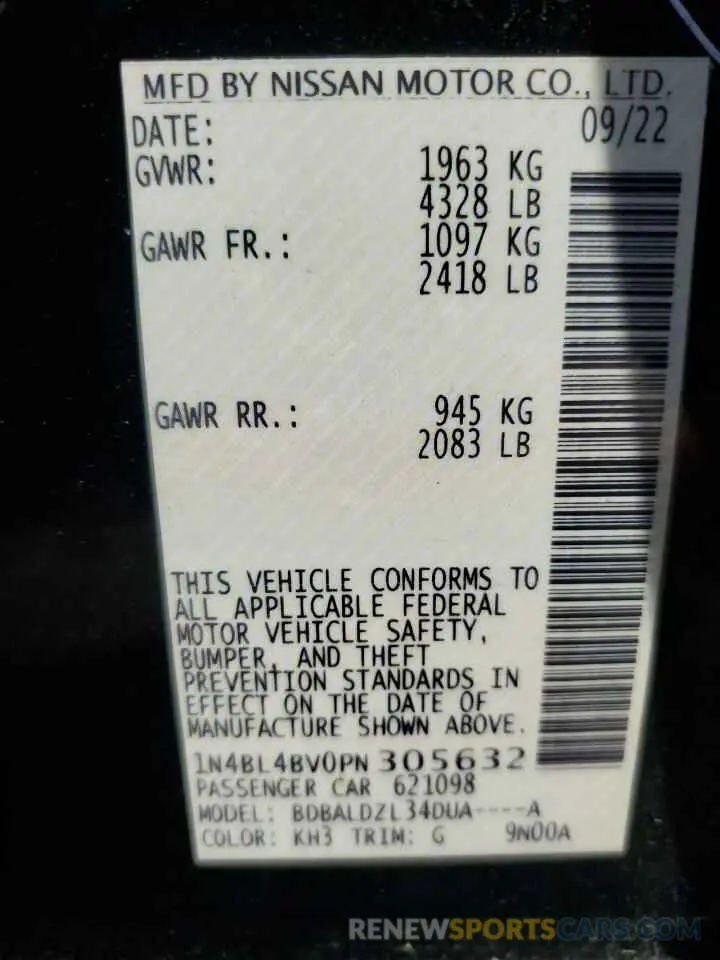 MFD BY NISSAN MOTOR CO., LTD.
DATE: 09/22
GVWR: 1963 KG
4328 LB
GAWR FR.: 1097 KG
2418 LB
GAWR RR.: 945 KG
2083 LB
THIS VEHICLE CONFORMS TO
ALL APPLICABLE FEDERAL
MOTOR VEHICLE SAFETY,
BUMPER, AND THEFT
PREVENTION STANDARDS IN
EFFECT ON THE DATE OF
MANUFACTURE SHOWN ABOVE.
1N4BL4BV0PN 305632
PASSENGER CAR 621098
MODEL: BDBALDZL34DUA----A
COLOR: KH3 TRIM: G 9N00A
RENEWSPORTSCARS.COM